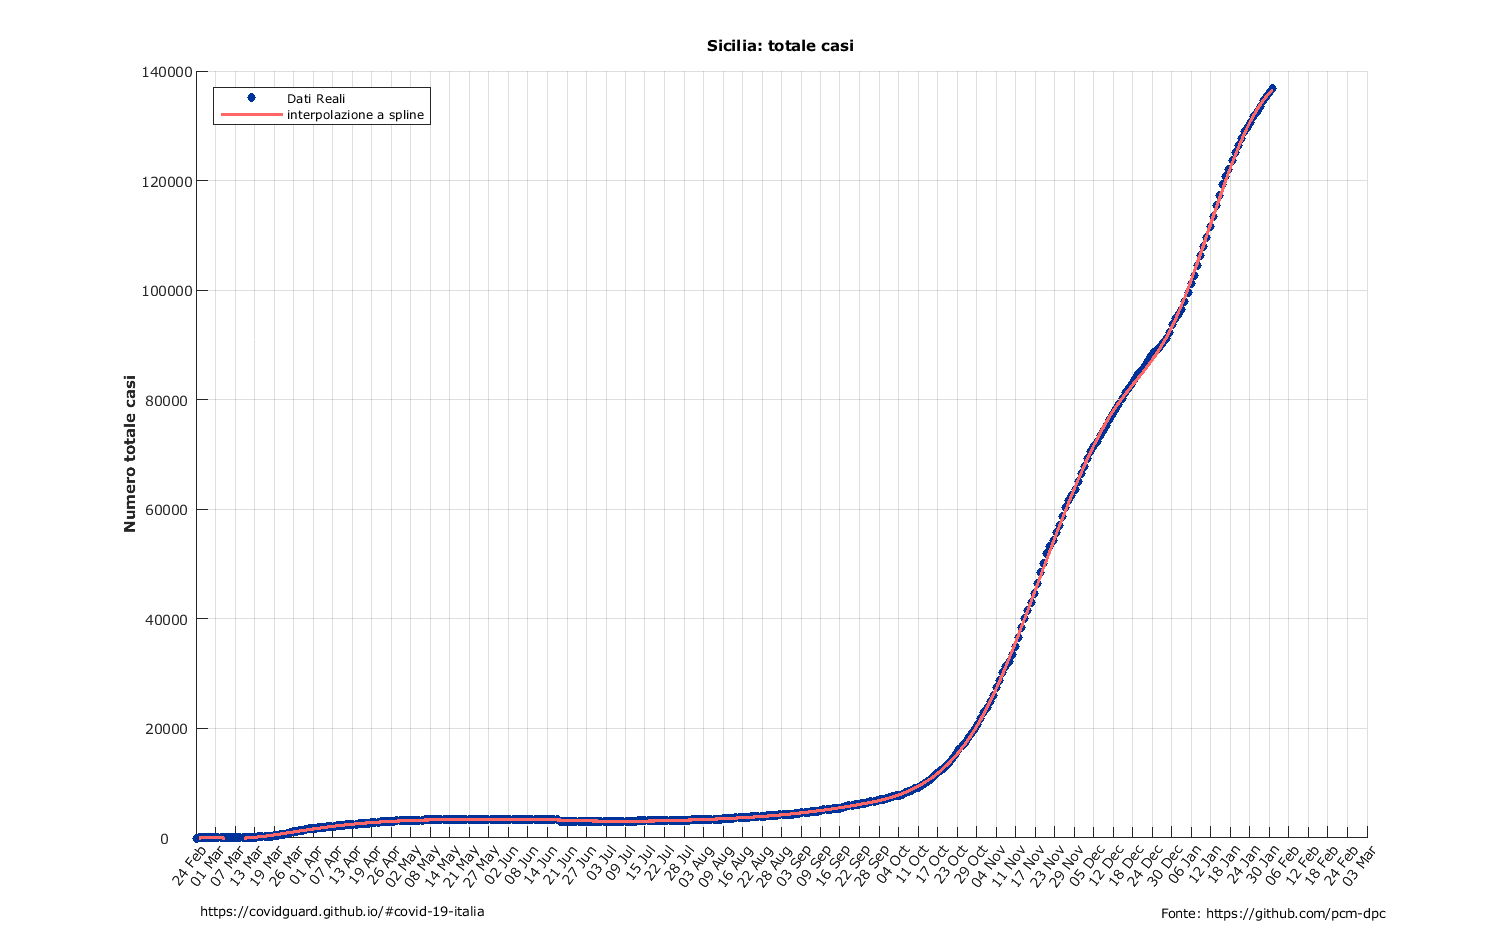 Sicilia: totale casi
Dati Reali
interpolazione a spline
Numero totale casi
140000
120000
100000
80000
60000
40000
20000
0
24 Feb
01 Mar
07 Mar
13 Mar
19 Mar
26 Mar
01 Apr
07 Apr
13 Apr
19 Apr
26 Apr
02 May
08 May
14 May
21 May
27 May
02 Jun
08 Jun
14 Jun
21 Jun
27 Jun
03 Jul
09 Jul
15 Jul
22 Jul
28 Jul
03 Aug
09 Aug
16 Aug
22 Aug
28 Aug
03 Sep
09 Sep
16 Sep
22 Sep
28 Sep
04 Oct
11 Oct
17 Oct
23 Oct
29 Oct
04 Nov
11 Nov
17 Nov
23 Nov
29 Nov
05 Dec
12 Dec
18 Dec
24 Dec
30 Dec
06 Jan
12 Jan
18 Jan
24 Jan
30 Jan
06 Feb
12 Feb
18 Feb
24 Feb
03 Mar
https://covidguard.github.io/#covid-19-italia
Fonte: https://github.com/pcm-dpc